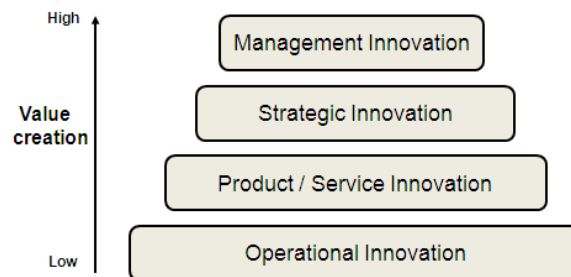 High
Management Innovation
Value
creation
Strategic Innovation
Product / Service Innovation
Low
Operational Innovation